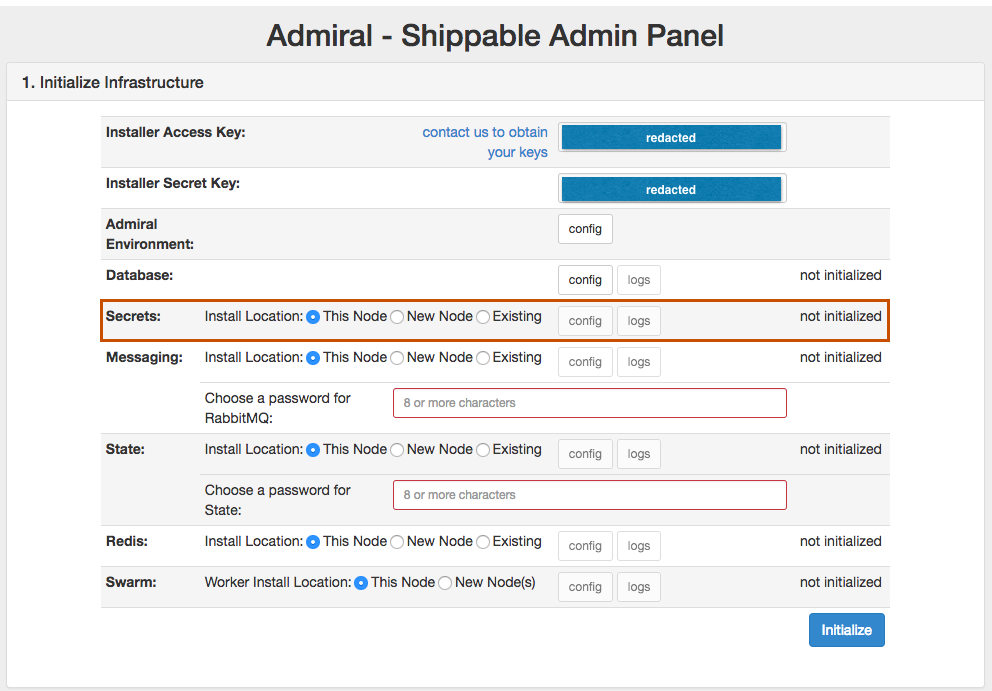 Admiral - Shippable Admin Panel
1. Initialize Infrastructure
Installer Access Key: contact us to obtain your keys redacted
Installer Secret Key: redacted
Admiral Environment: config
Database: config logs not initialized
Secrets: Install Location: This Node New Node Existing config logs not initialized
Messaging: Install Location: This Node New Node Existing config logs not initialized
Choose a password for RabbitMQ: 8 or more characters
State: Install Location: This Node New Node Existing config logs not initialized
Choose a password for State: 8 or more characters
Redis: Install Location: This Node New Node Existing config logs not initialized
Swarm: Worker Install Location: This Node New Node(s) config logs not initialized
Initialize